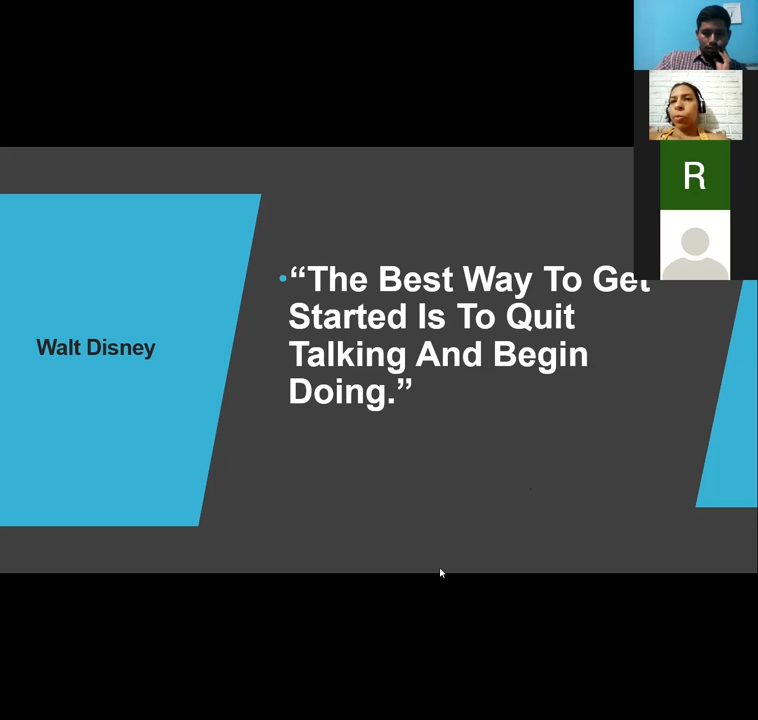 R
“The Best Way To Get
Started Is To Quit
Talking And Begin
Doing.”
Walt Disney